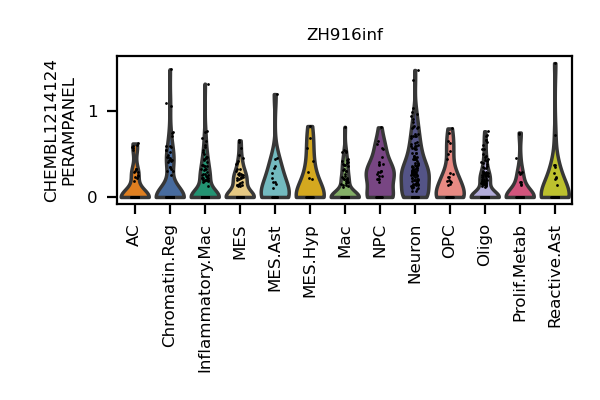 ZH916inf
CHEMBL1214124
PERAMPANEL
1
0
AC
Chromatin.Reg
Inflammatory.Mac
MES
MES.Ast
MES.Hyp
Mac
NPC
Neuron
OPC
Oligo
Prolif.Metab
Reactive.Ast